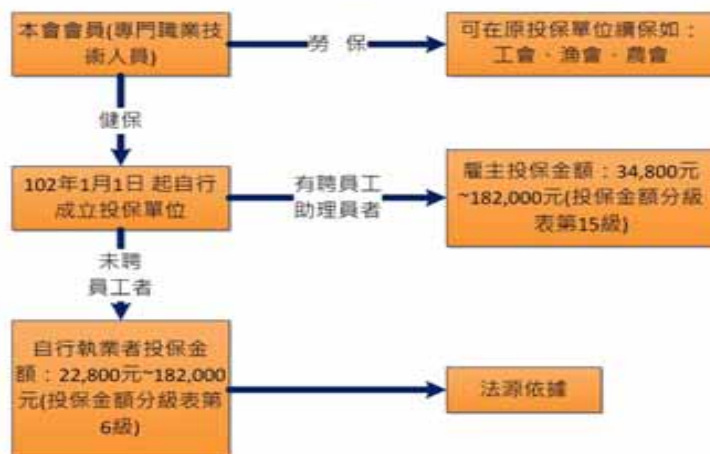 本會會員(專門職業技
術人員)
勞 保
可在原投保單位續保如：
工會、漁會、農會
健保
102年1月1日 起自行
成立投保單位
有聘員工
助理員者
雇主投保金額：34,800元
~182,000元(投保金額分級
表第15級)
未聘
員工者
自行執業者投保金
額：22,800元~182,000
元(投保金額分級表第
6級)
法源依據